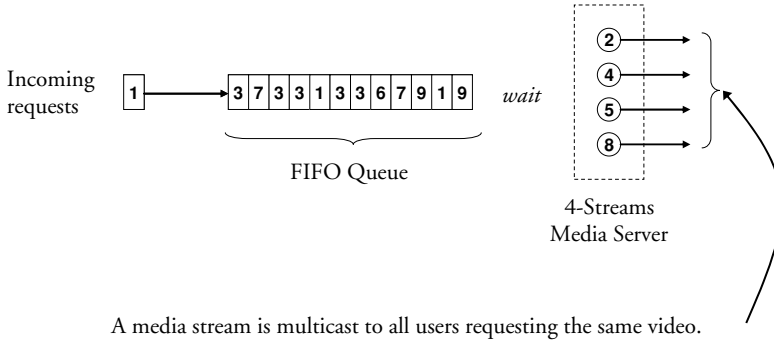 Incoming
requests
1
3 7 3 3 1 3 3 6 7 9 1 9
FIFO Queue
wait
2
4
5
8
4-Streams
Media Server
A media stream is multicast to all users requesting the same video.